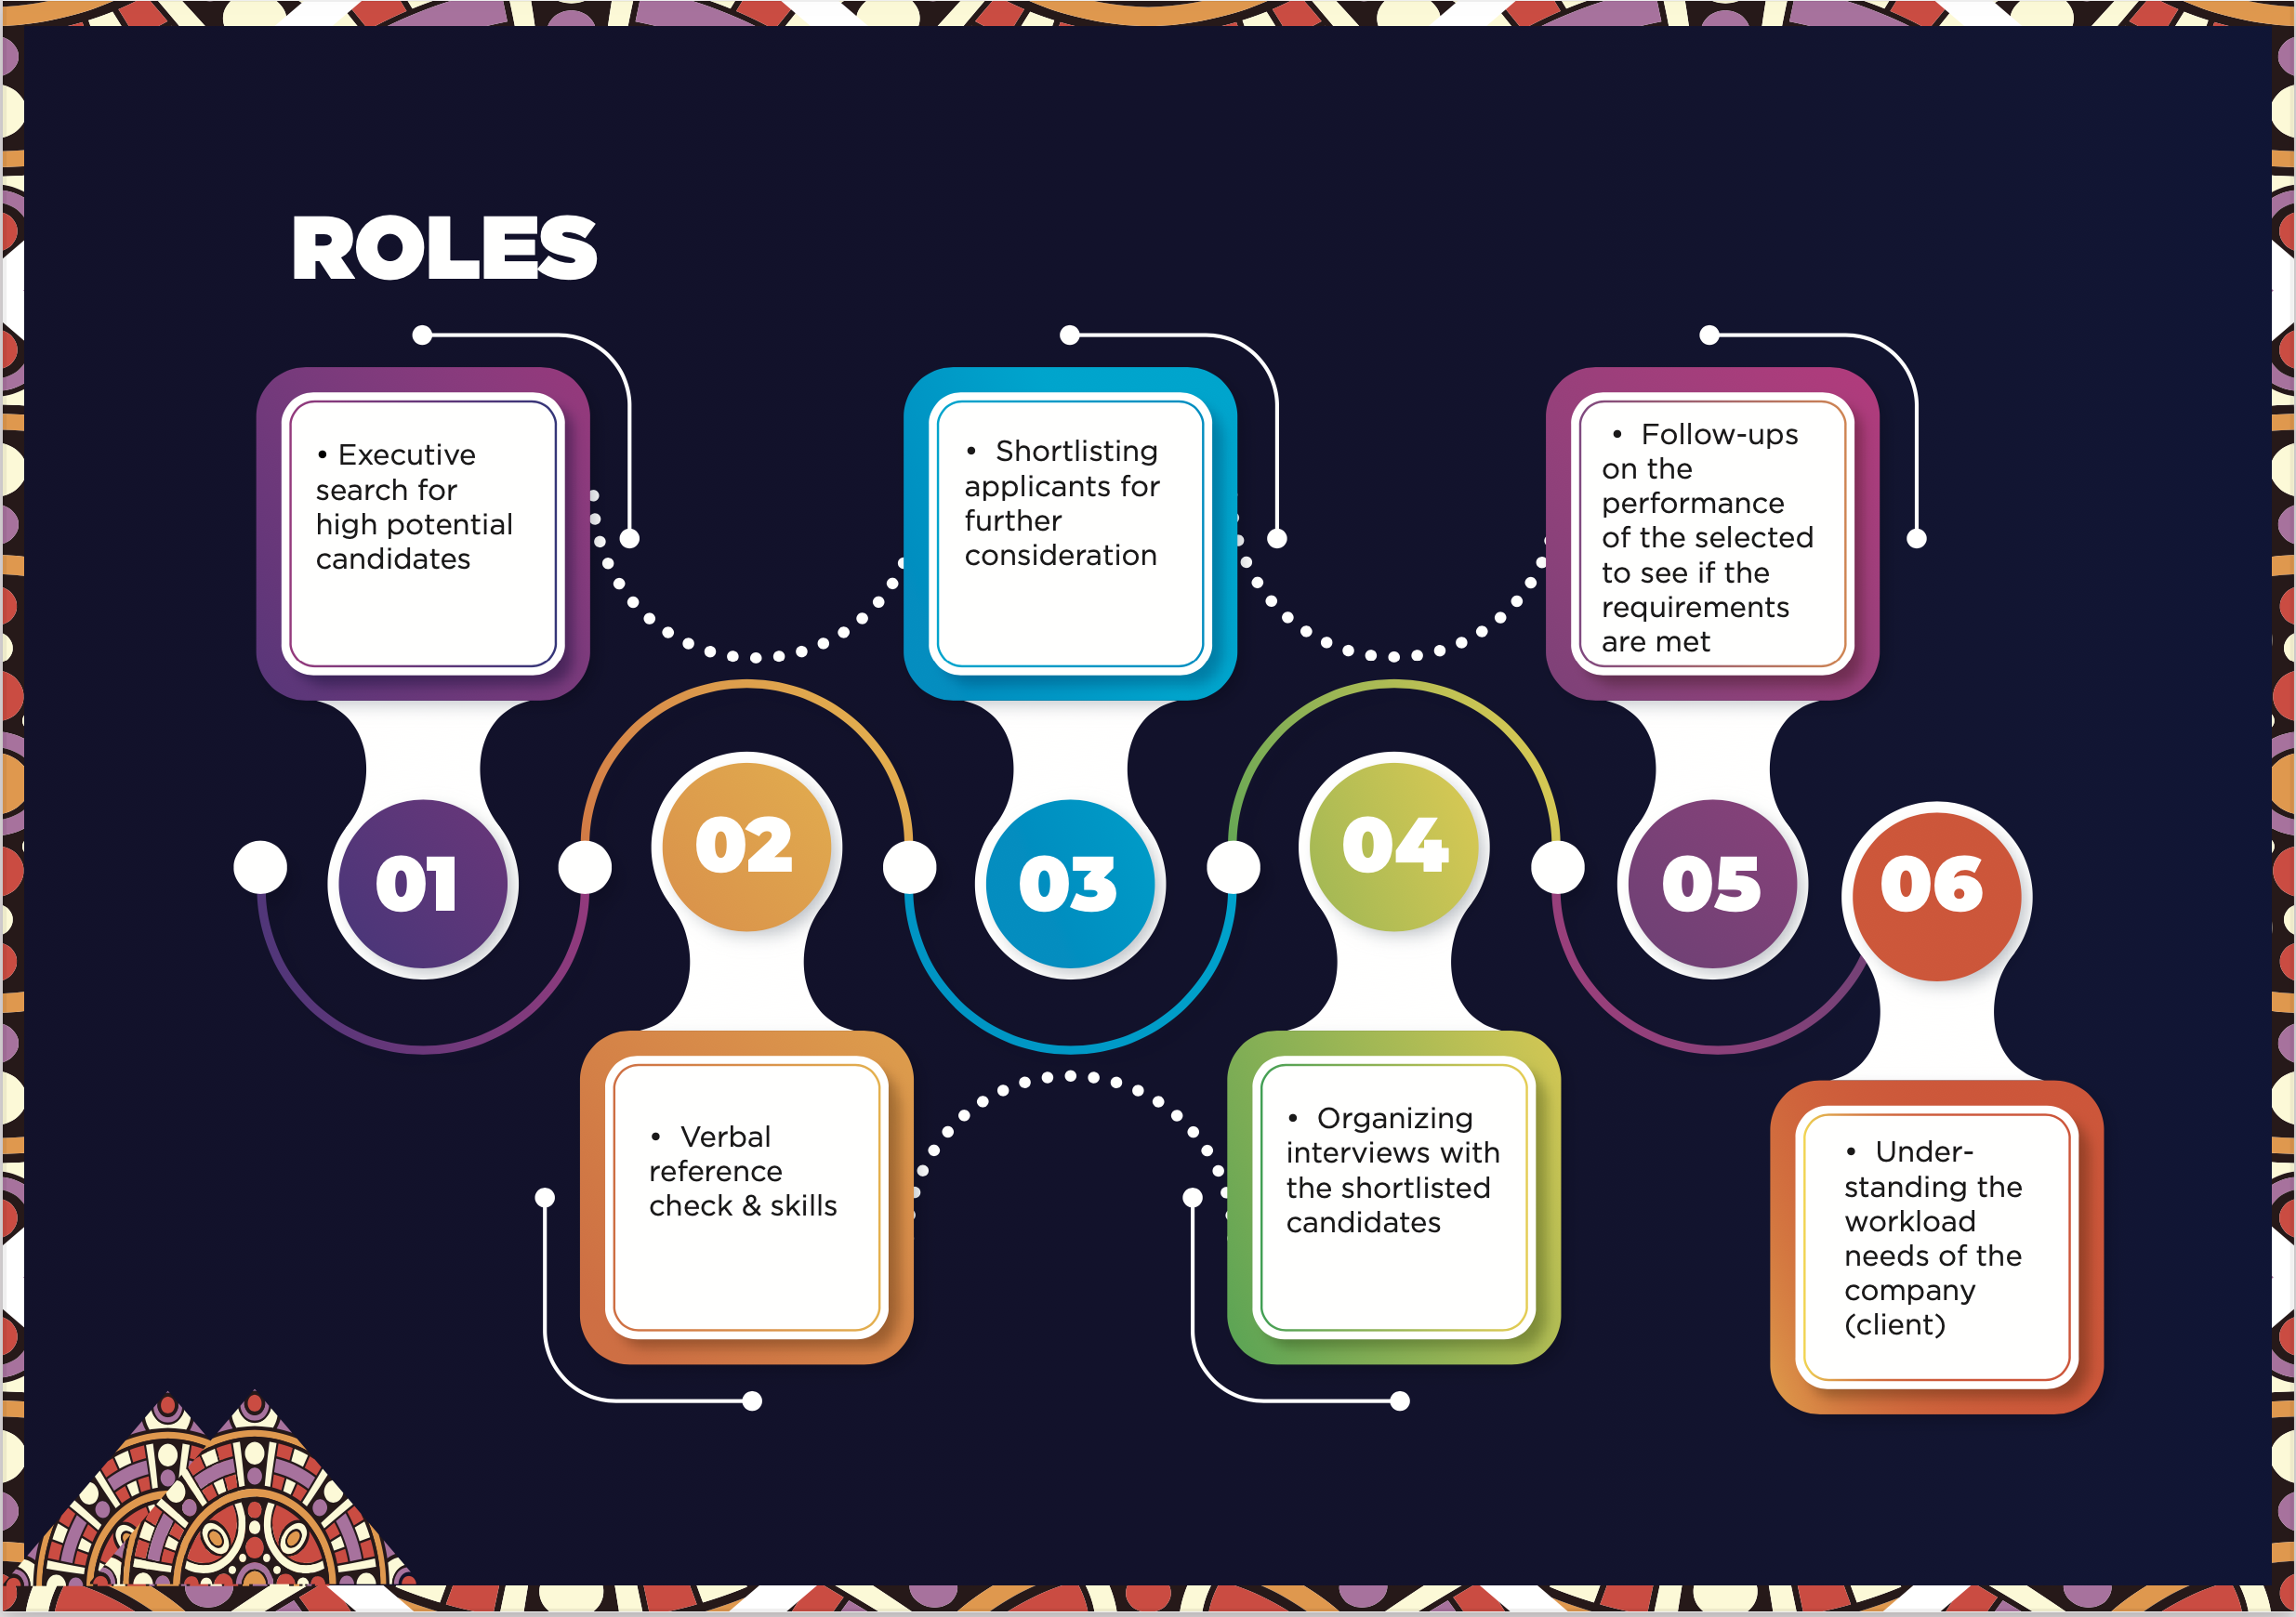 ROLES
• Executive
search for
high potential
candidates
01
• Verbal
reference
check & skills
02
• Shortlisting
applicants for
further
consideration
03
• Organizing
interviews with
the shortlisted
candidates
04
• Follow-ups
on the
performance
of the selected
to see if the
requirements
are met
05
• Under-
standing the
workload
needs of the
company
(client)
06